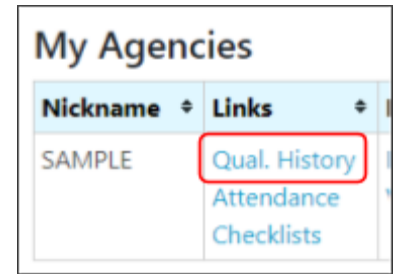 My Agencies
Nickname Links
SAMPLE Qual. History
Attendance
Checklists